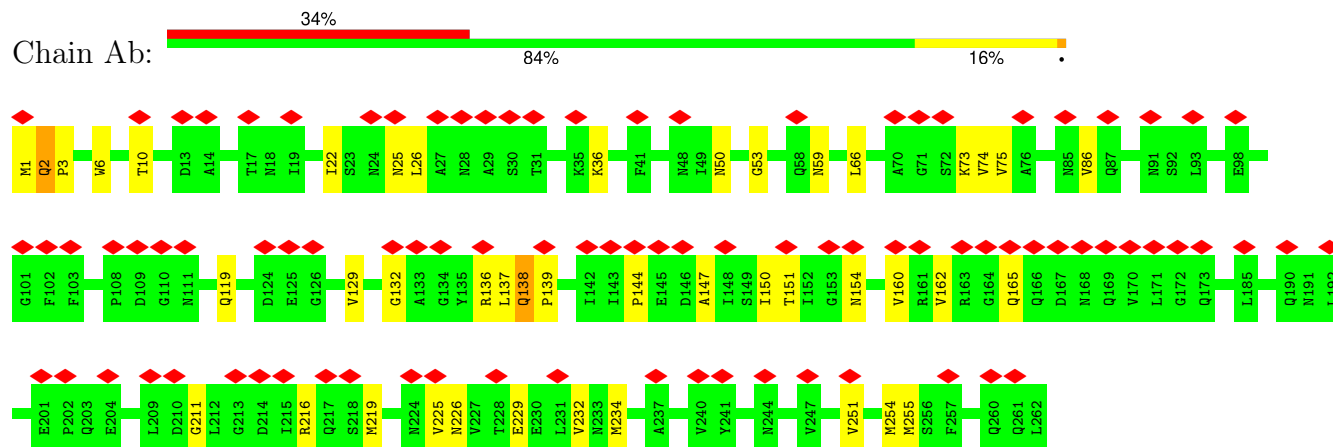 34%
Chain Ab:
84% 16% •
M1 Q2 P3 W6 T10 D13 A14 T17 N18 I19 I22 S23 N24 N25 L26 A27 N28 A29 S30 T31 K35 K36 F41 N48 I49 N50 G53 Q58 N59 L66 A70 G71 S72 K73 V74 V75 A76 N85 V86 Q87 N91 S92 L93 E98
G101 F102 F103 P108 D109 G110 N111 Q119 D124 E125 G126 V129 G132 A133 G134 Y135 R136 L137 Q138 P139 I142 I143 P144 E145 D146 A147 I148 S149 I150 T151 I152 G153 N154 V160 R161 V162 R163 G164 Q165 Q166 D167 N168 Q169 V170 L171 G172 Q173 L185 Q190 N191 L192
E201 P202 Q203 E204 L209 D210 G211 L212 G213 D214 I215 R216 Q217 S218 M219 N224 V225 N226 V227 T228 E229 E230 L231 V232 N233 M234 A237 V240 Y241 N244 V247 V251 M254 M255 S256 F257 Q260 Q261 L262